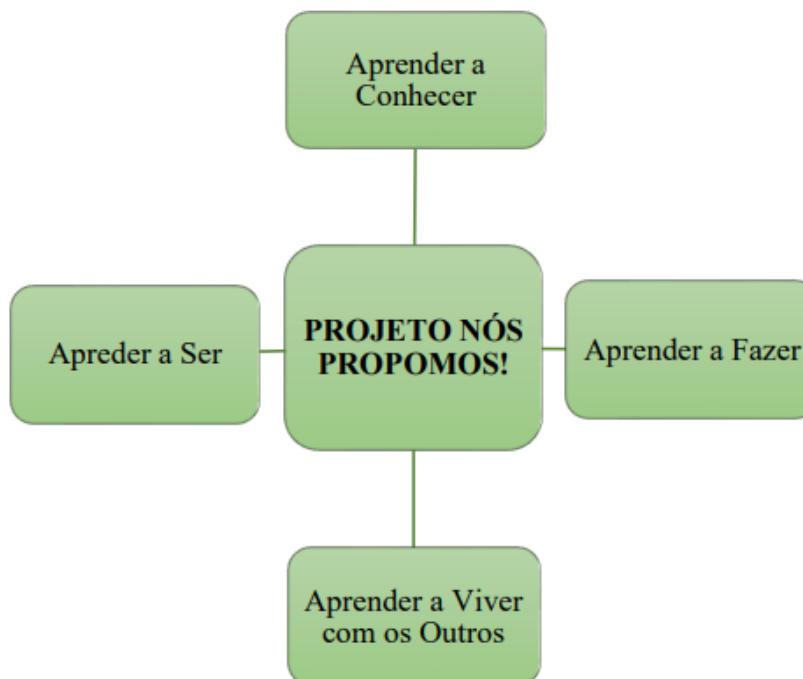 Aprender a
Conhecer
Apreder a Ser
PROJETO NÓS
PROPOMOS!
Aprender a Fazer
Aprender a Viver
com os Outros